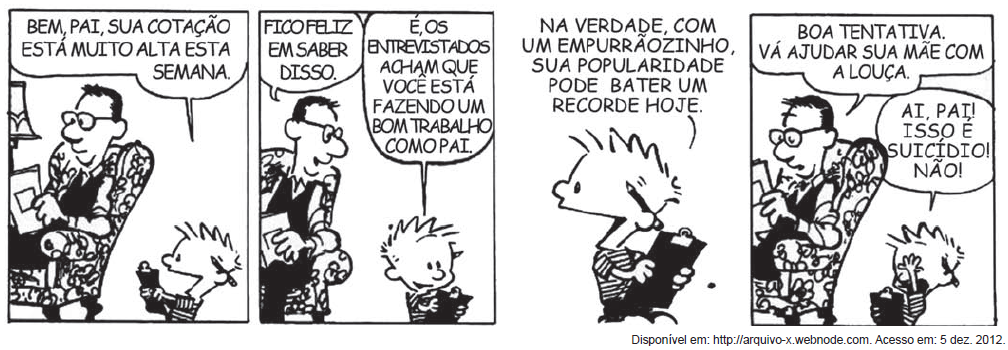 BEM, PAI, SUA COTAÇÃO
ESTÁ MUITO ALTA ESTA
SEMANA.
FICO FELIZ
EM SABER
DISSO.
É, OS
ENTREVISTADOS
ACHAM QUE
VOCÊ ESTÁ
FAZENDO UM
BOM TRABALHO
COMO PAI.
NA VERDADE, COM
UM EMPURRÃOZINHO,
SUA POPULARIDADE
PODE BATER UM
RECORDE HOJE.
BOA TENTATIVA.
VÁ AJUDAR SUA MÃE COM
A LOUÇA.
AI, PAI!
ISSO É
SUICÍDIO!
NÃO!
Disponível em: http://arquivo-x.webnode.com. Acesso em: 5 dez. 2012.